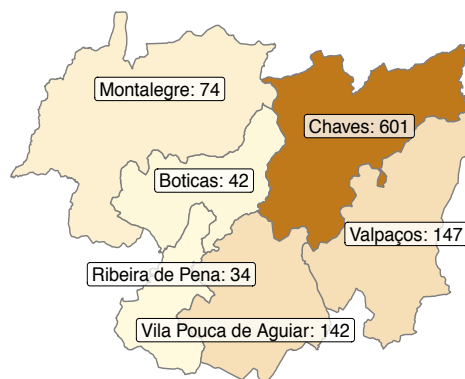 Montalegre: 74
Chaves: 601
Boticas: 42
Valpaços: 147
Ribeira de Pena: 34
Vila Pouca de Aguiar: 142